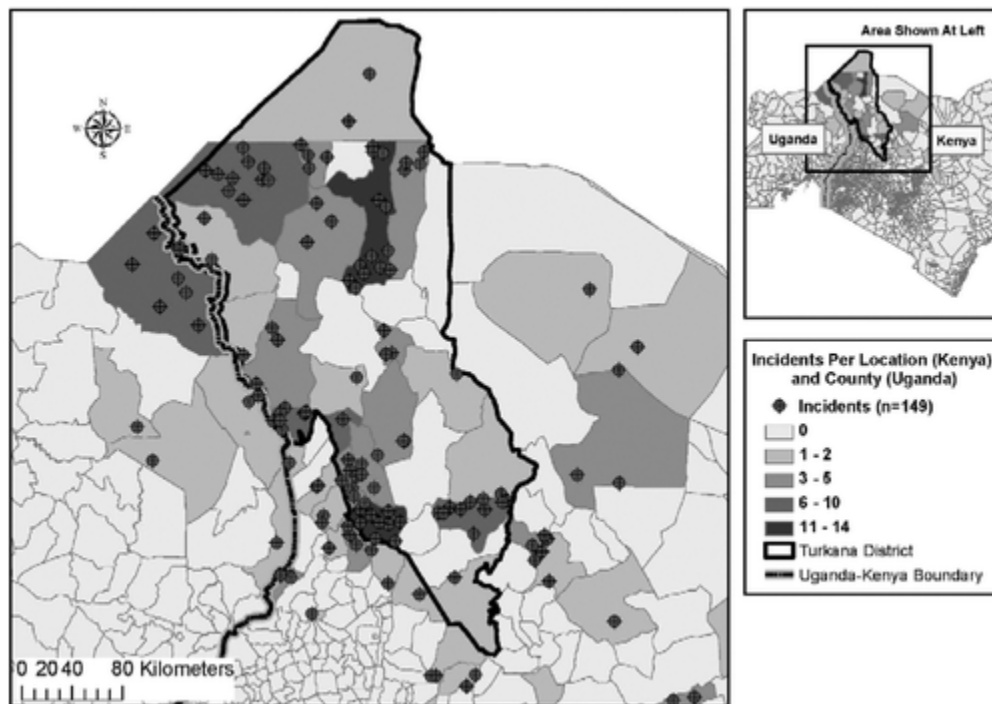 N
W E
S
0 20 40 80 Kilometers
Area Shown At Left
Uganda
Kenya
Incidents Per Location (Kenya)
and County (Uganda)
Incidents (n=149)
0
1 - 2
3 - 5
6 - 10
11 - 14
Turkana District
Uganda-Kenya Boundary